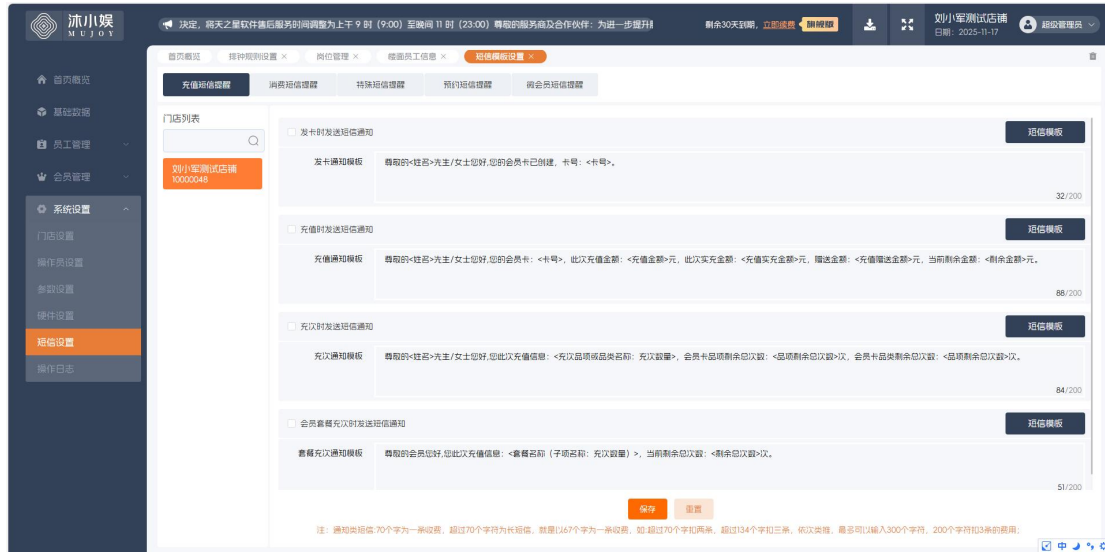 沐小娱
MUJOY
决定，将天之星软件售后服务时间调整为上午 9 时 (9:00) 至晚间 11 时 (23:00) 尊敬的服务商及合作伙伴：为进一步提升
剩余30天到期，立即续费 旗舰版
刘小军测试店铺
日期：2025-11-17
超级管理员
首页概览 排钟规则设置 × 岗位管理 × 楼面员工信息 × 短信模板设置 ×
首页概览
基础数据
员工管理
会员管理
系统设置
门店设置
操作员设置
参数设置
硬件设置
短信设置
操作日志
充值短信提醒 消费短信提醒 特殊短信提醒 预约短信提醒 微会员短信提醒
门店列表
刘小军测试店铺
10000048
发卡时发送短信通知
短信模板
发卡通知模板
尊敬的<姓名>先生/女士您好,您的会员卡已创建，卡号：<卡号>。
32/200
充值时发送短信通知
短信模板
充值通知模板
尊敬的<姓名>先生/女士您好,您的会员卡：<卡号>，此次充值金额：<充值金额>元，此次实充金额：<充值实充金额>元，赠送金额：<充值赠送金额>元，当前剩余金额：<剩余金额>元。
88/200
充次时发送短信通知
短信模板
充次通知模板
尊敬的<姓名>先生/女士您好,您此次充值信息：<充次品项或品类名称：充次数量>，会员卡品项剩余总次数：<品项剩余总次数>次，会员卡品类剩余总次数：<品项剩余总次数>次。
84/200
会员套餐充次时发送短信通知
短信模板
套餐充次通知模板
尊敬的会员您好,您此次充值信息：<套餐名称（子项名称：充次数量）>，当前剩余总次数：<剩余总次数>次。
51/200
保存 重置
注：通知类短信:70个字为一条收费，超过70个字符为长短信，就是以67个字为一条收费，如:超过70个字扣两条，超过134个字扣三条，依次类推，最多可以输入300个字符，200个字符扣3条的费用;
中